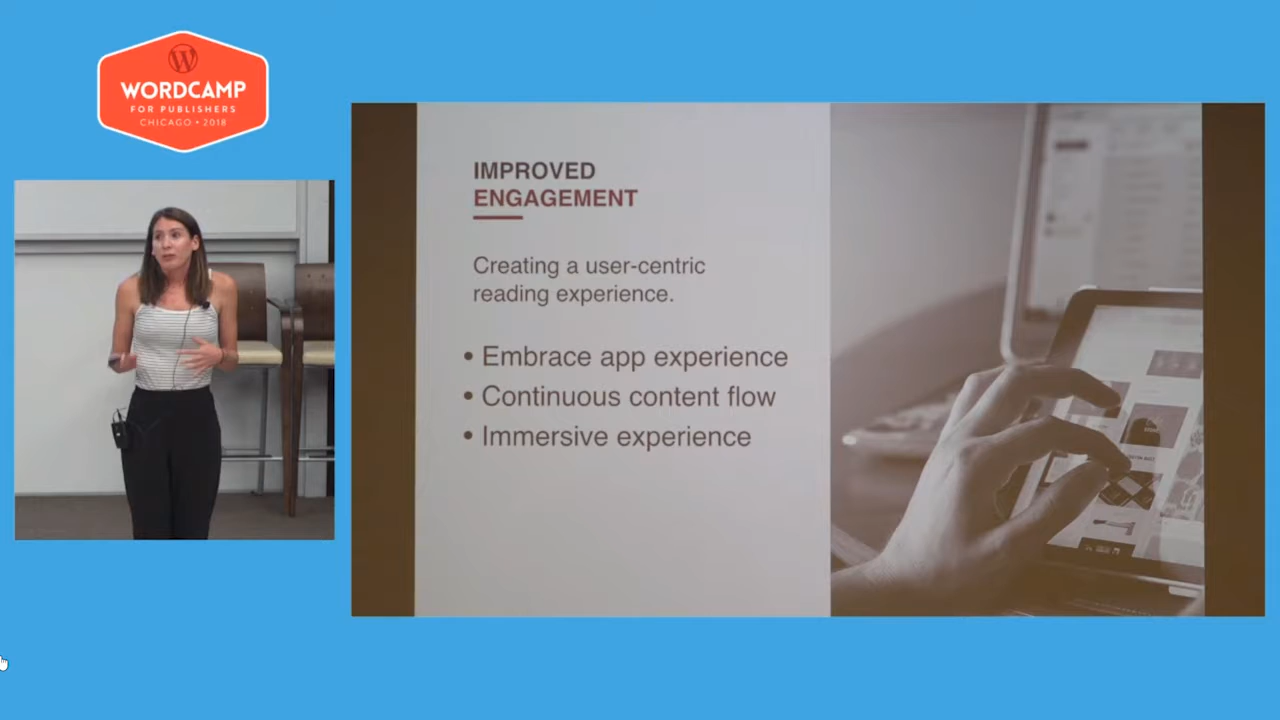 WORDCAMP
FOR PUBLISHERS
CHICAGO • 2018
IMPROVED
ENGAGEMENT
Creating a user-centric
reading experience.
• Embrace app experience
• Continuous content flow
• Immersive experience